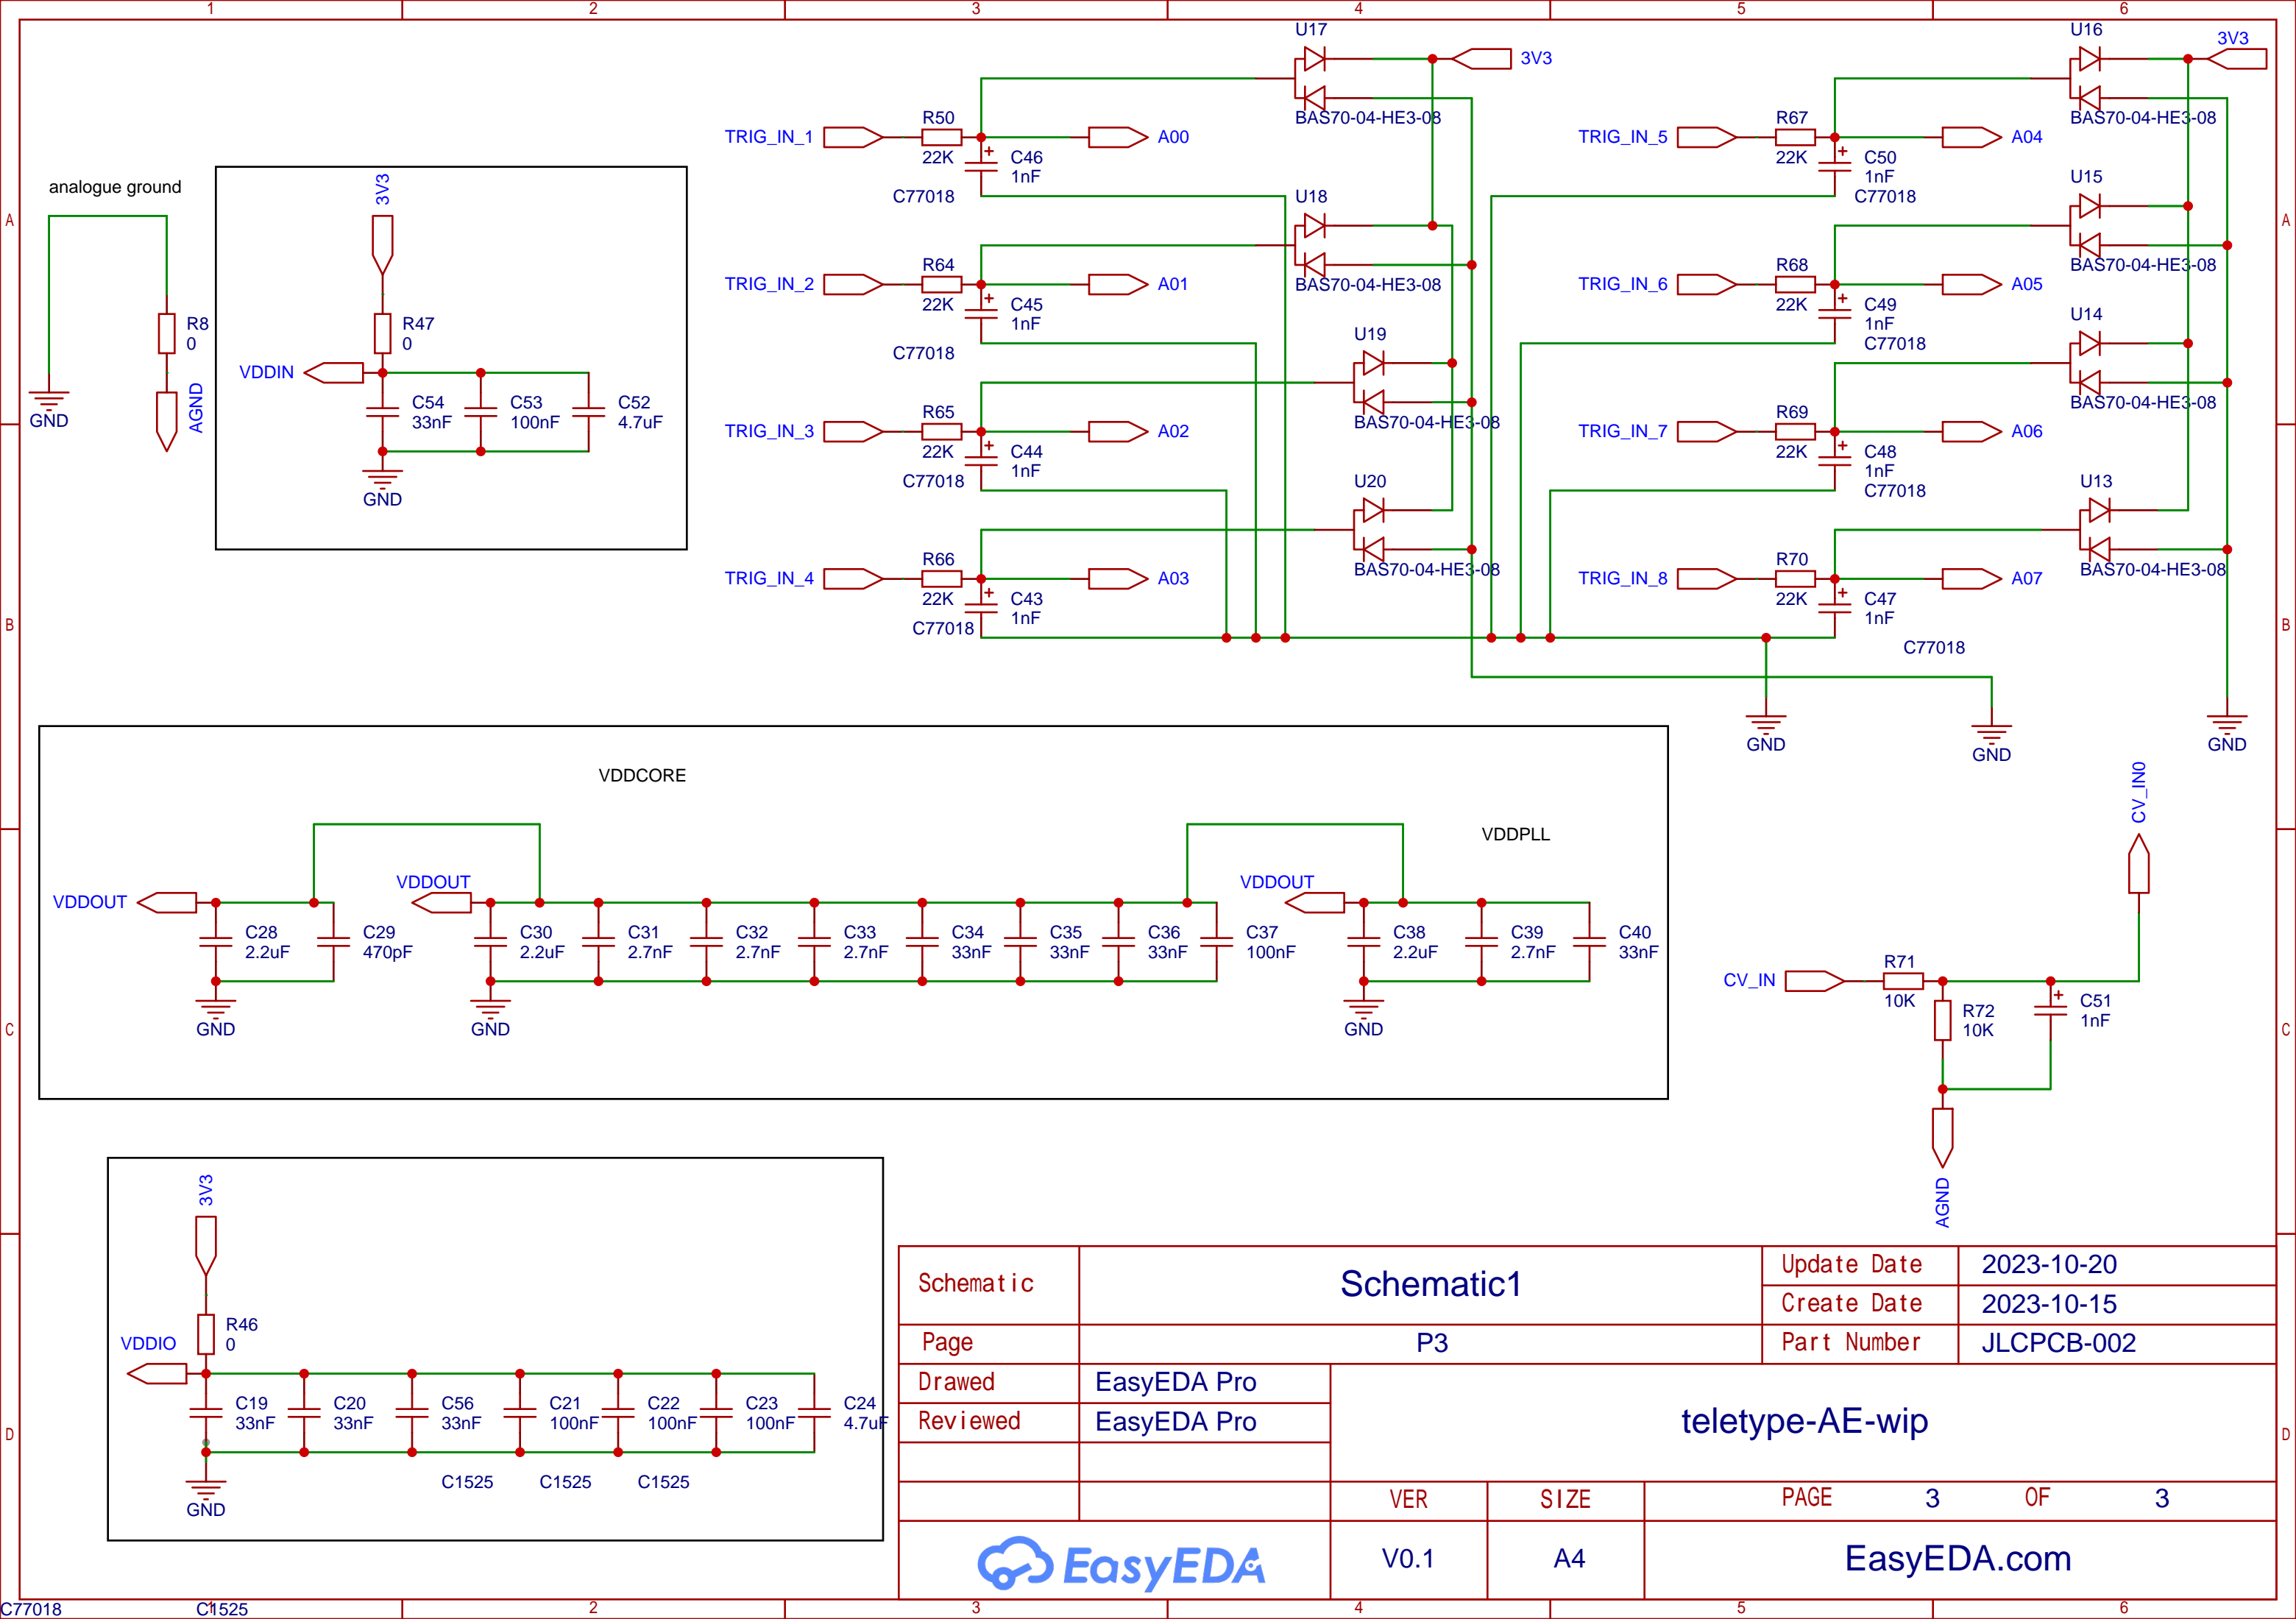 1 2 3 4 5 6
A
B
C
D
A
B
C
D
analogue ground
GND
R8
0
AGND
3V3
R47
0
VDDIN
C54
33nF
C53
100nF
C52
4.7uF
GND
TRIG_IN_1
R50
22K
C46
1nF
C77018
A00
U17
BAS70-04-HE3-08
3V3
TRIG_IN_2
R64
22K
C45
1nF
C77018
A01
U18
BAS70-04-HE3-08
TRIG_IN_3
R65
22K
C44
1nF
C77018
A02
U19
BAS70-04-HE3-08
TRIG_IN_4
R66
22K
C43
1nF
C77018
A03
U20
BAS70-04-HE3-08
TRIG_IN_5
R67
22K
C50
1nF
C77018
A04
U16
BAS70-04-HE3-08
3V3
TRIG_IN_6
R68
22K
C49
1nF
C77018
A05
U15
BAS70-04-HE3-08
TRIG_IN_7
R69
22K
C48
1nF
C77018
A06
U14
BAS70-04-HE3-08
TRIG_IN_8
R70
22K
C47
1nF
C77018
A07
U13
BAS70-04-HE3-08
GND
GND
GND
VDDCORE
VDDPLL
VDDOUT
C28
2.2uF
C29
470pF
GND
VDDOUT
C30
2.2uF
C31
2.7nF
C32
2.7nF
C33
2.7nF
C34
33nF
C35
33nF
C36
33nF
C37
100nF
GND
VDDOUT
C38
2.2uF
C39
2.7nF
C40
33nF
GND
CV_IN0
CV_IN
R71
10K
R72
10K
C51
1nF
AGND
3V3
R46
0
VDDIO
C19
33nF
C20
33nF
C56
33nF
C21
100nF
C22
100nF
C23
100nF
C24
4.7uF
C1525 C1525 C1525
GND
Schematic Schematic1
Update Date 2023-10-20
Create Date 2023-10-15
Page P3
Part Number JLCPCB-002
Drawed EasyEDA Pro
Reviewed EasyEDA Pro
teletype-AE-wip
VER SIZE PAGE 3 OF 3
EasyEDA V0.1 A4 EasyEDA.com
C77018 C1525
1 2 3 4 5 6